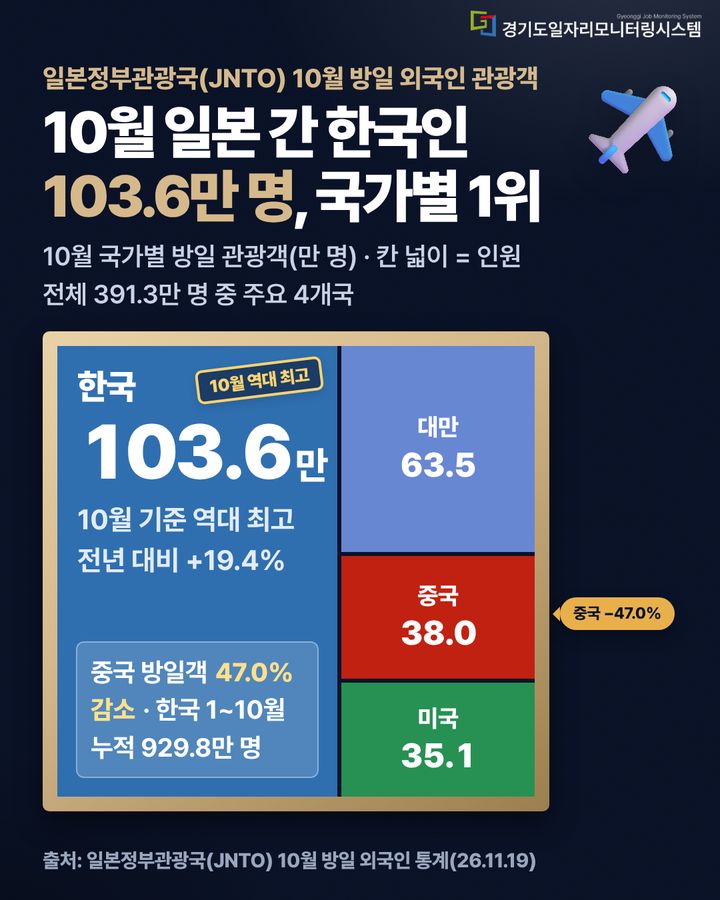 Gyeonggi Job Monitoring System
경기도일자리모니터링시스템
일본정부관광국(JNTO) 10월 방일 외국인 관광객
10월 일본 간 한국인
103.6만 명, 국가별 1위
10월 국가별 방일 관광객(만 명) · 칸 넓이 = 인원
전체 391.3만 명 중 주요 4개국
한국
10월 역대 최고
103.6만
10월 기준 역대 최고
전년 대비 +19.4%
중국 방일객 47.0%
감소 · 한국 1~10월
누적 929.8만 명
대만
63.5
중국
38.0
중국 −47.0%
미국
35.1
출처: 일본정부관광국(JNTO) 10월 방일 외국인 통계(26.11.19)